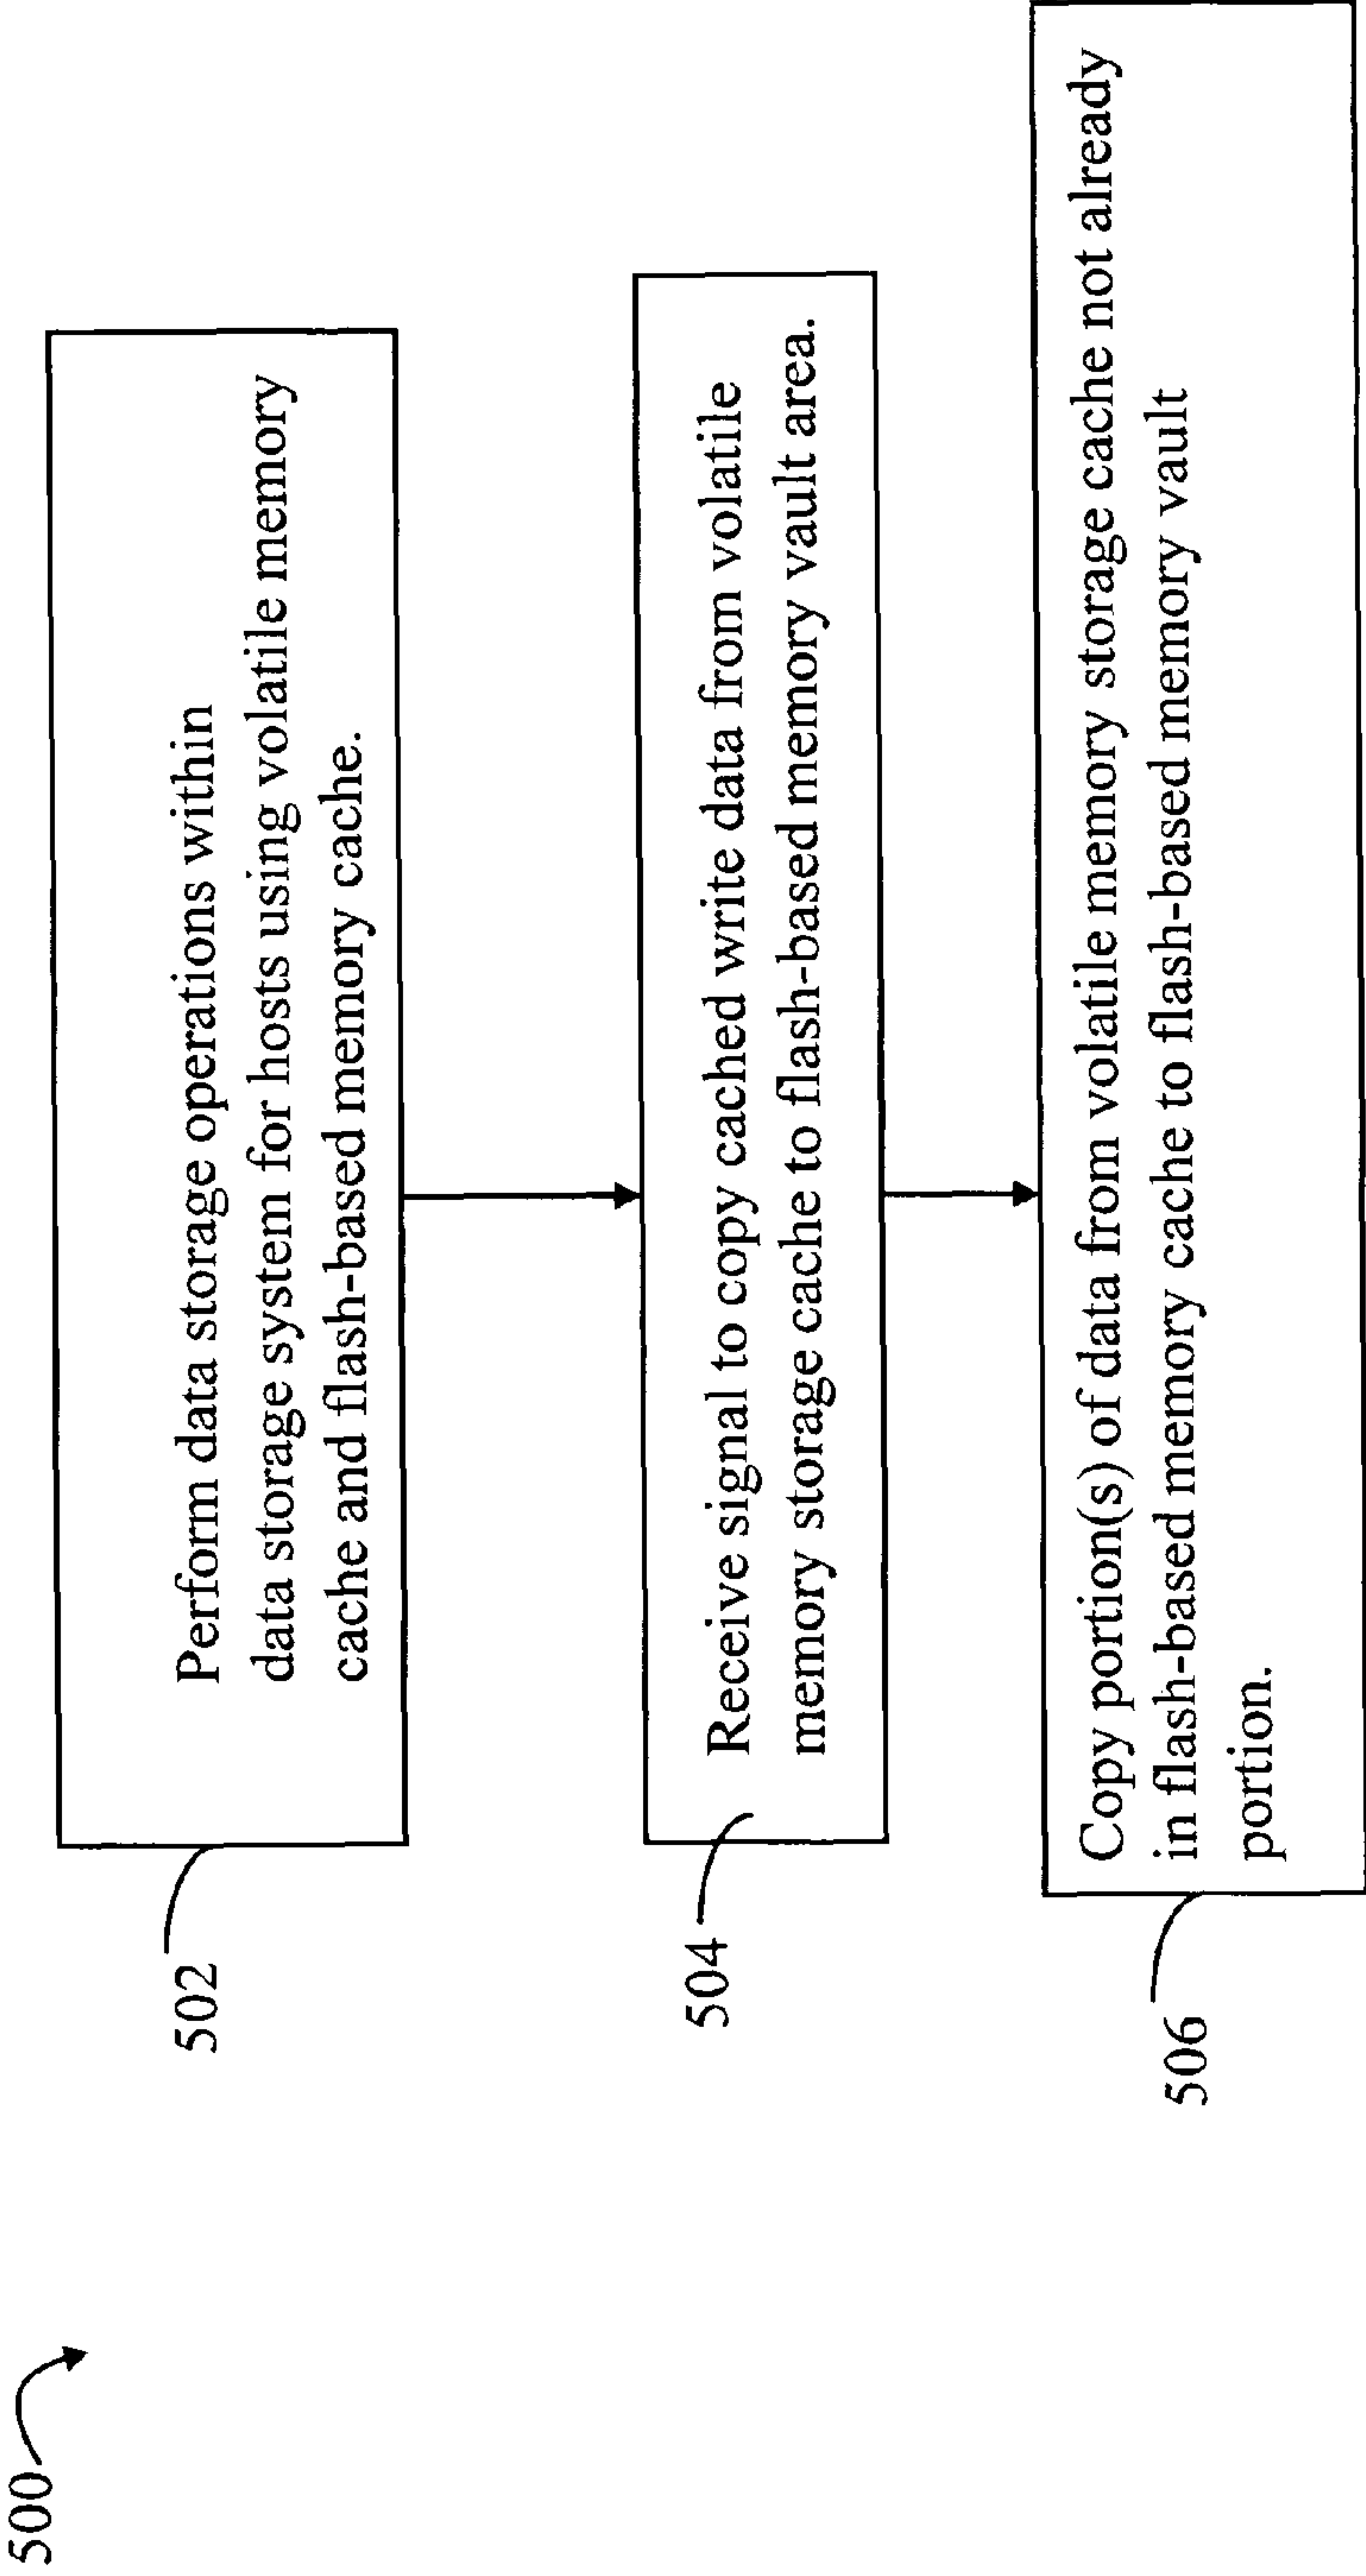 500
502
Perform data storage operations within
data storage system for hosts using volatile memory
cache and flash-based memory cache.
504
Receive signal to copy cached write data from volatile
memory storage cache to flash-based memory vault area.
506
Copy portion(s) of data from volatile memory storage cache not already
in flash-based memory cache to flash-based memory vault
portion.